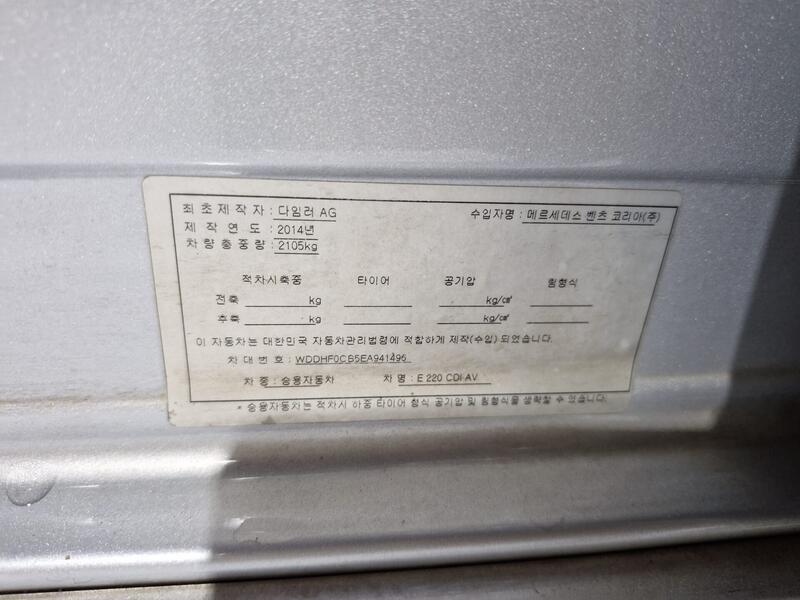 최초제작자 : 다임러 AG 수입자명 : 메르세데스 벤츠 코리아(주)
제작연도 : 2014년
차량총중량 : 2105kg
적차시축중 타이어 공기압 림형식
전축 kg kg/㎠
후축 kg kg/㎠
이 자동차는 대한민국 자동차관리법령에 적합하게 제작(수입) 되었습니다.
차대번호 : WDDHF0CB5EA941496
차종 : 승용자동차 차명 : E 220 CDI AV
* 승용자동차는 적차시 하중 타이어 형식 공기압 및 림형식을 생략할 수 있습니다.